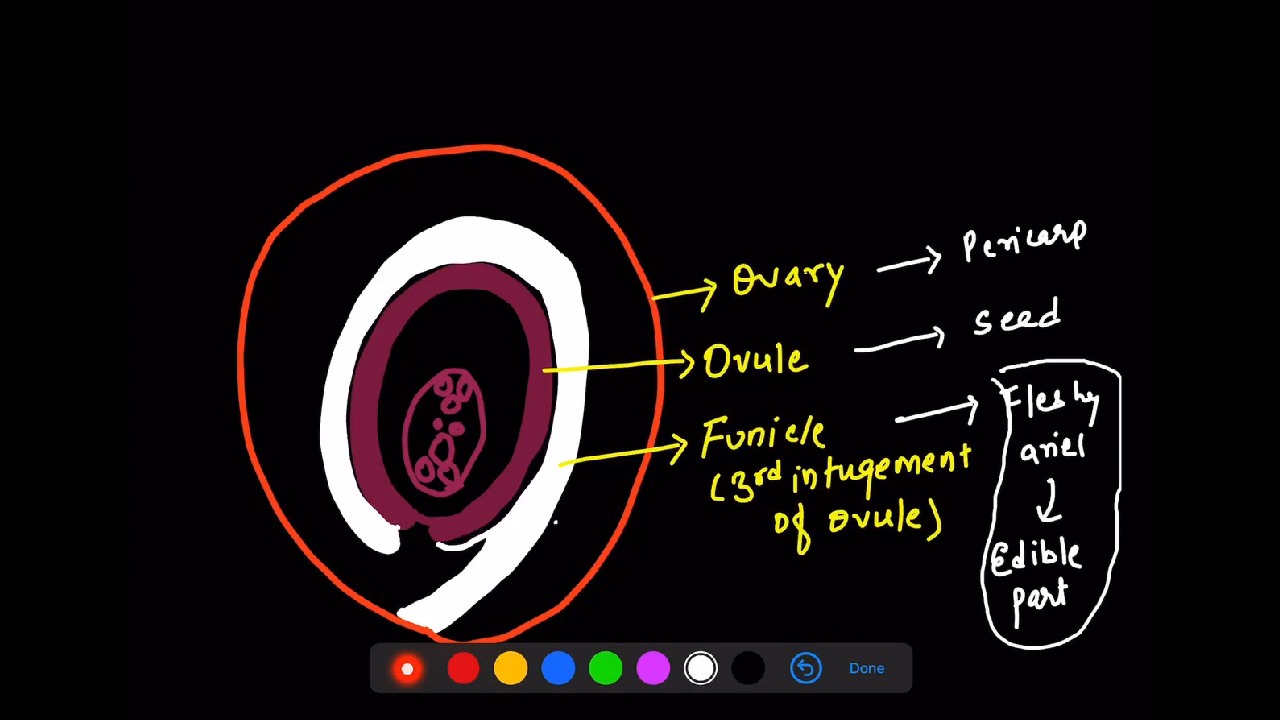 Ovary → Pericarp
Ovule → seed
Funicle → Fleshy
(3rd intugement
of ovule)
ariel
↓
Edible
part
Done